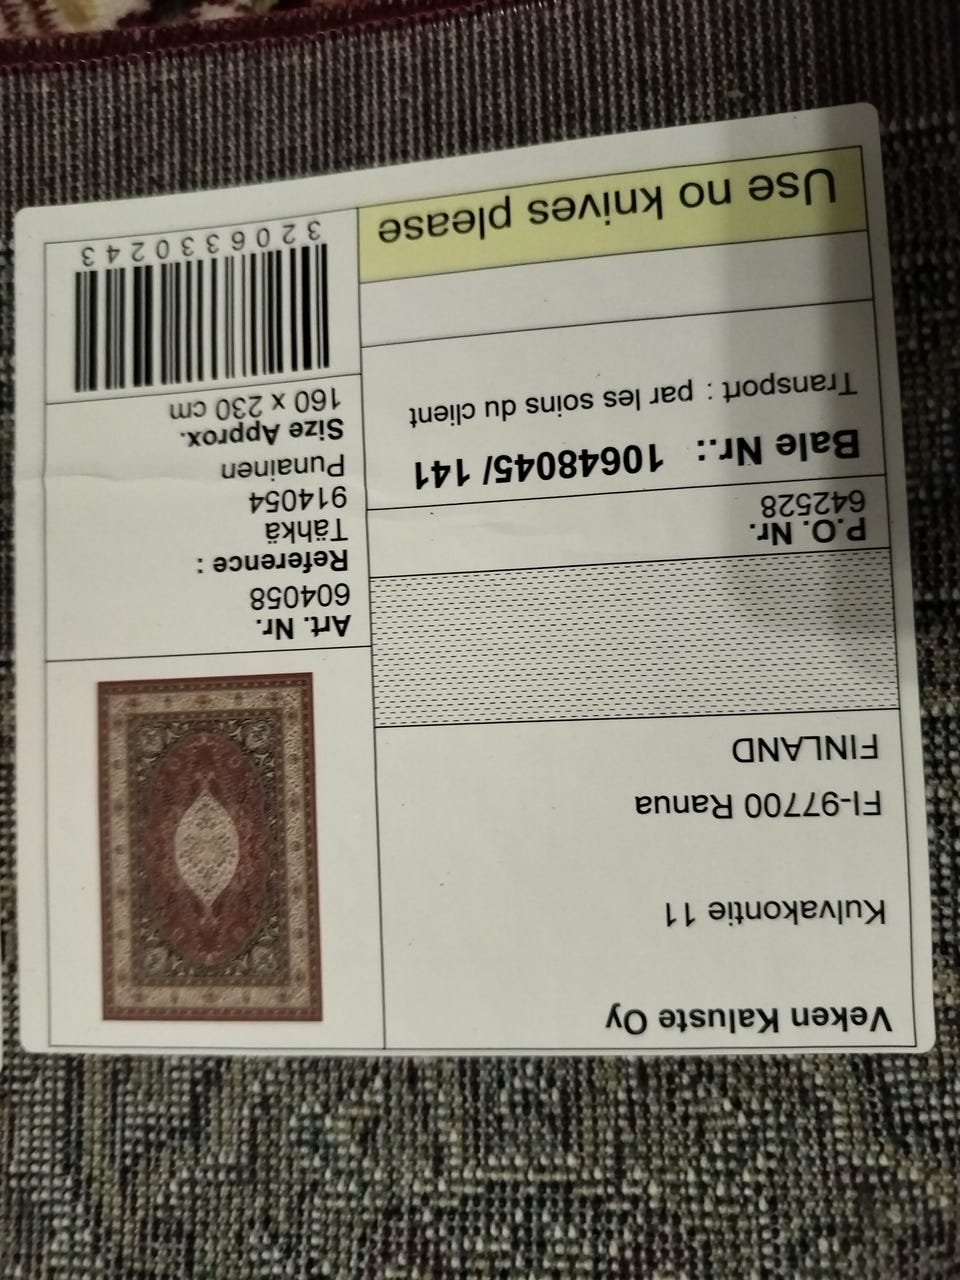 Veken Kaluste Oy
Kulvakontie 11
FI-97700 Ranua
FINLAND
P.O. Nr.
642528
Bale Nr.: 10648045/ 141
Transport : par les soins du client
Use no knives please
Art. Nr.
604058
Reference :
Tähkä
914054
Punainen
Size Approx.
160 x 230 cm
3206330243